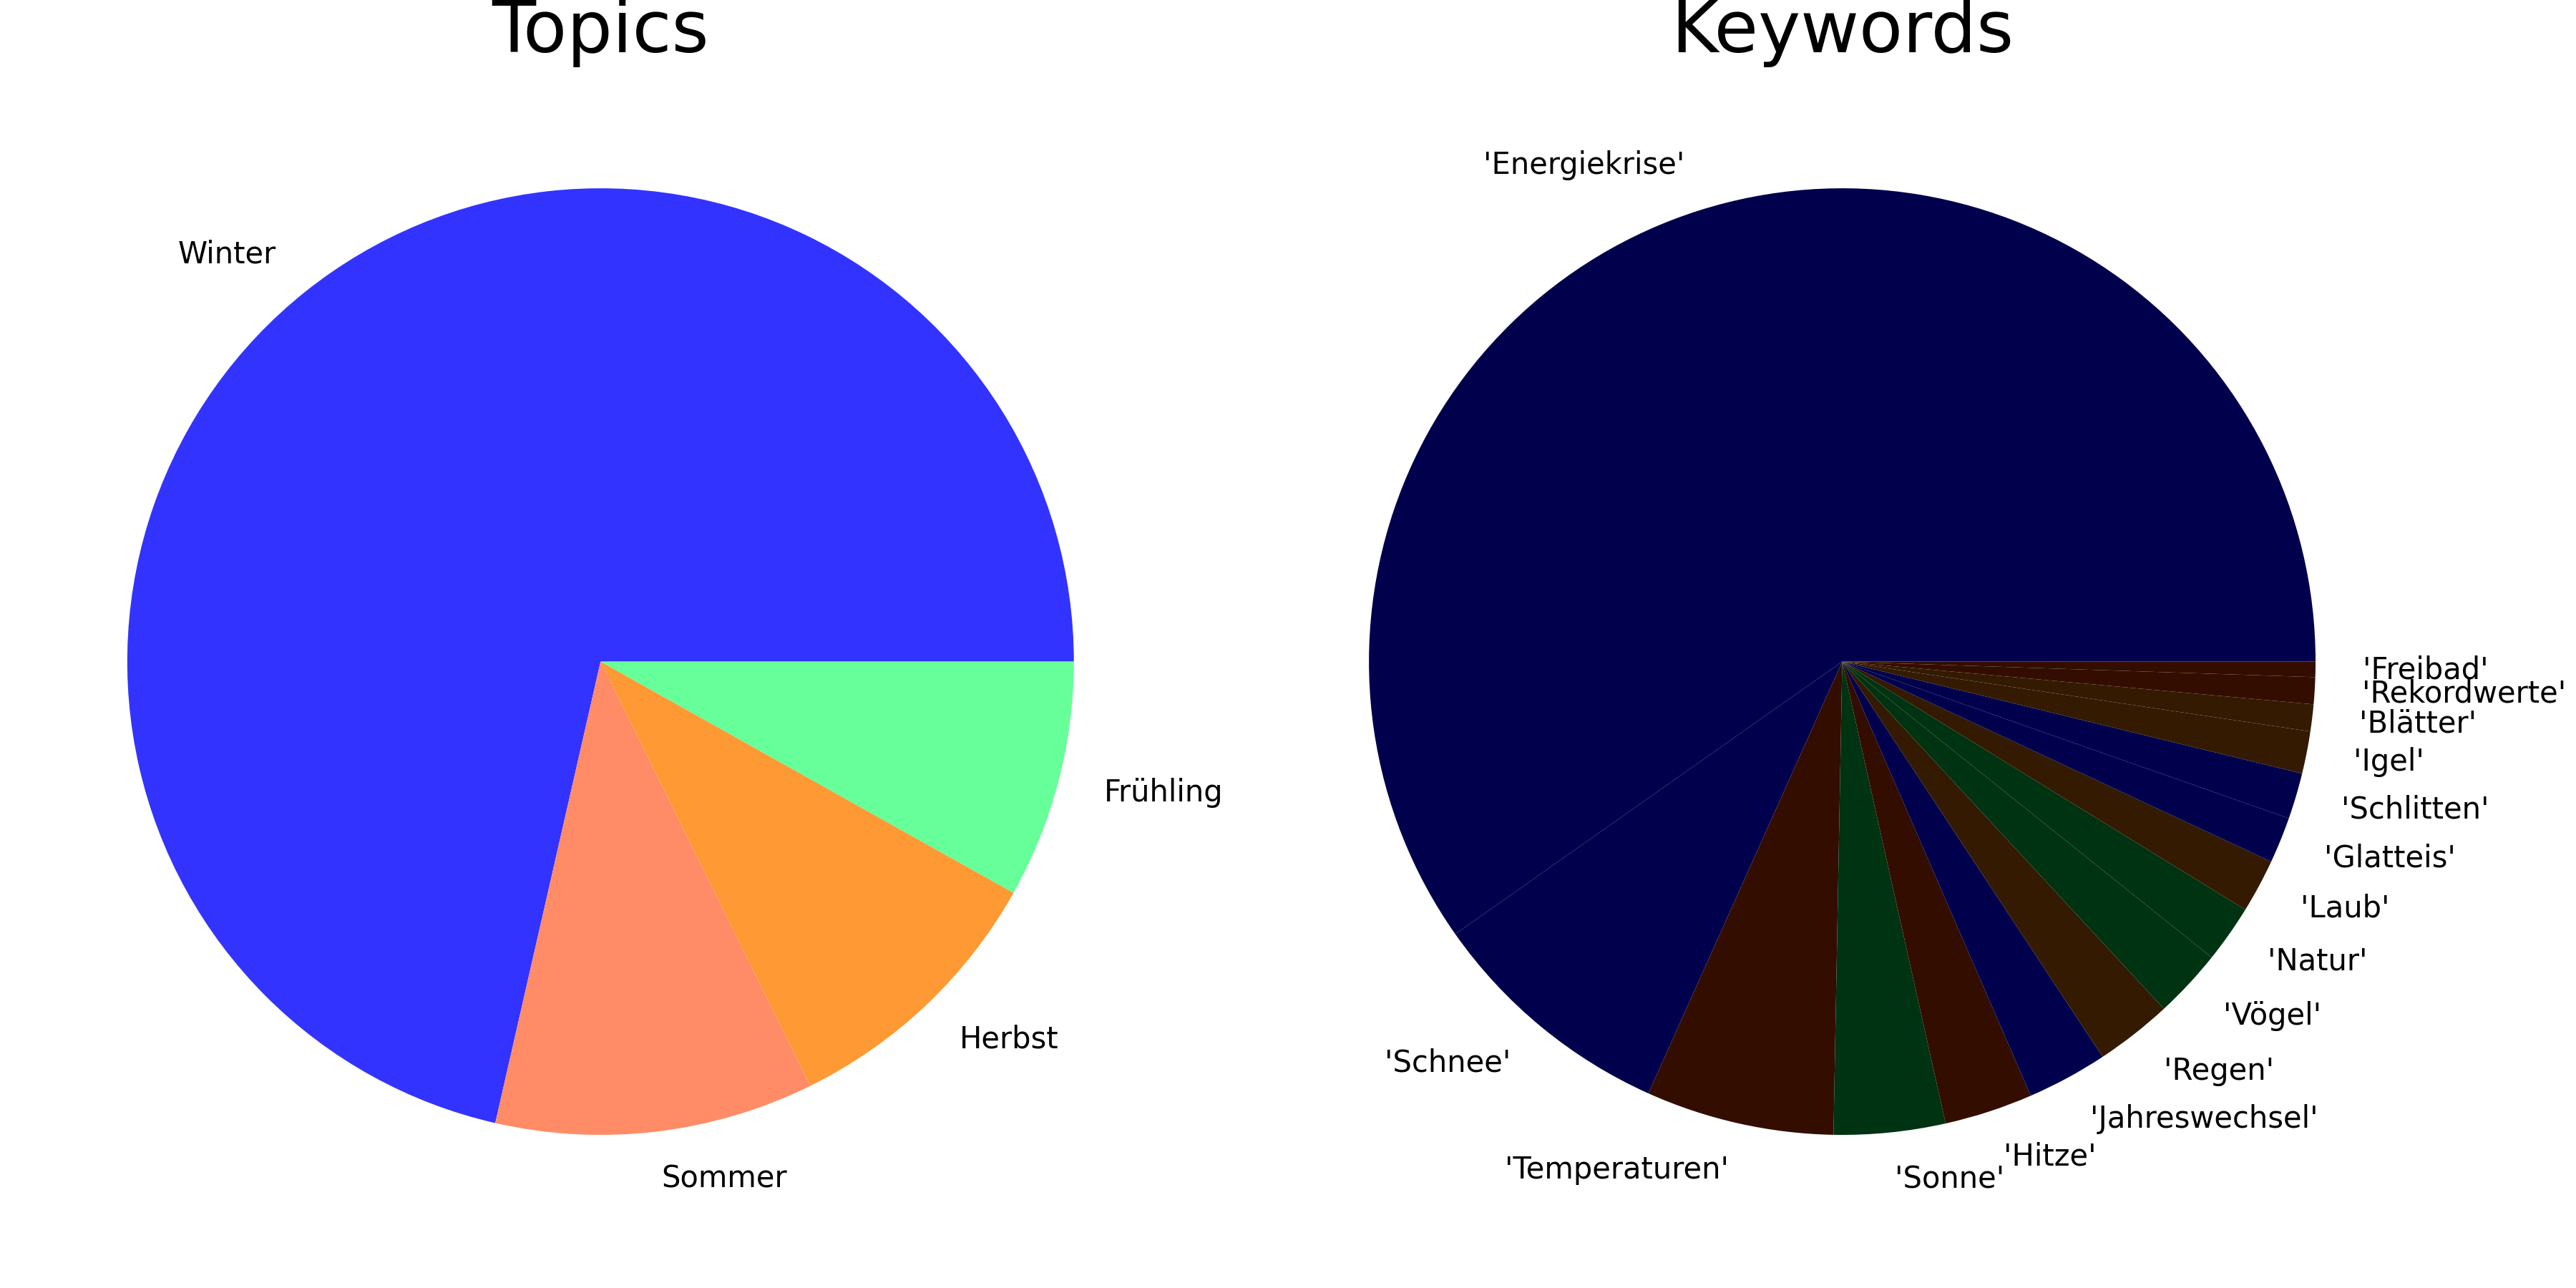 Topics
Winter
Frühling
Herbst
Sommer
Keywords
'Energiekrise'
'Freibad'
'Rekordwerte'
'Blätter'
'Igel'
'Schlitten'
'Glatteis'
'Laub'
'Natur'
'Vögel'
'Regen'
'Jahreswechsel'
'Hitze'
'Sonne'
'Temperaturen'
'Schnee'